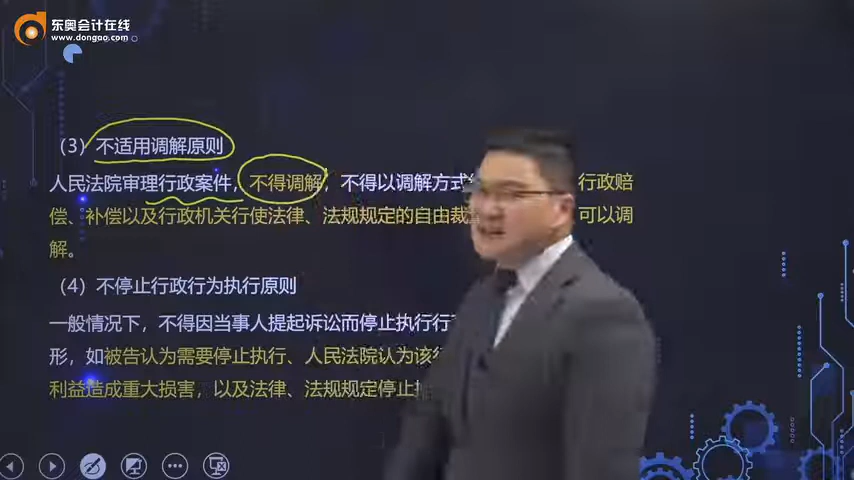 东奥会计在线
www.dongao.com
（3）不适用调解原则
人民法院审理行政案件，不得调解，不得以调解方式 行政赔
偿、补偿以及行政机关行使法律、法规规定的自由裁 可以调
解。
（4）不停止行政行为执行原则
一般情况下，不得因当事人提起诉讼而停止执行行
形，如被告认为需要停止执行、人民法院认为该行
利益造成重大损害，以及法律、法规规定停止